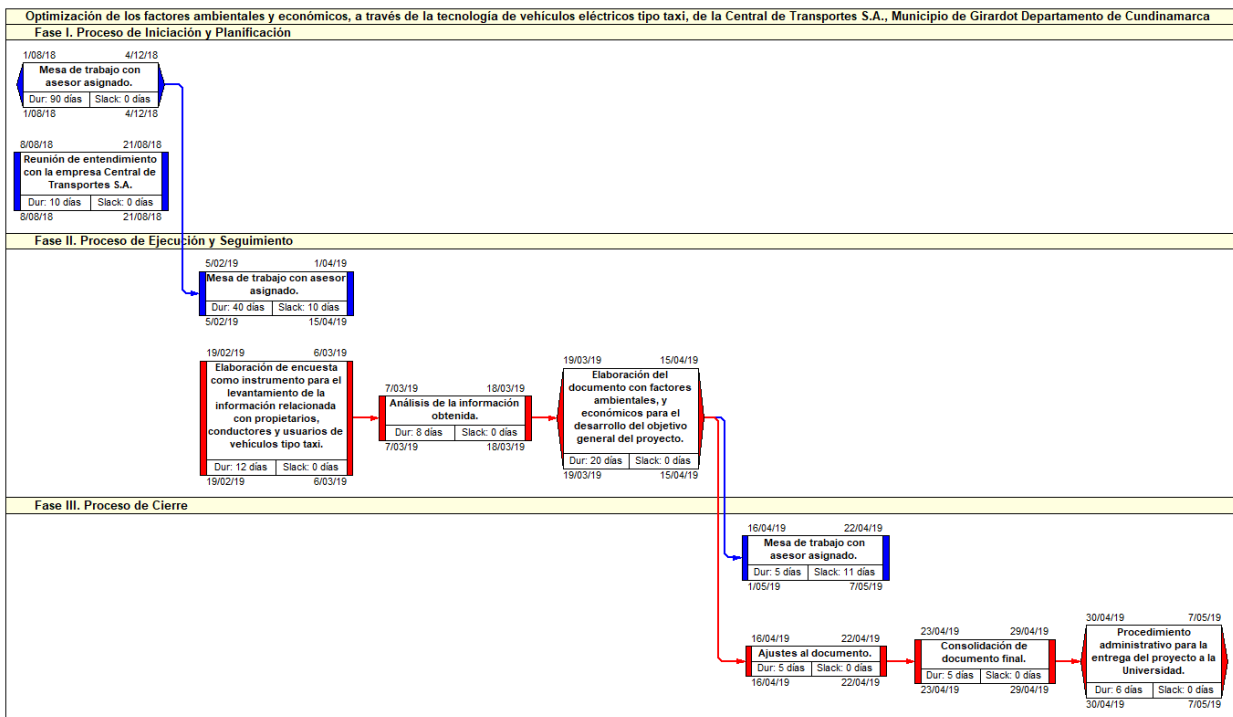 Optimización de los factores ambientales y económicos, a través de la tecnología de vehículos eléctricos tipo taxi, de la Central de Transportes S.A., Municipio de Girardot Departamento de Cundinamarca
Fase I. Proceso de Iniciación y Planificación
1/08/18 4/12/18
Mesa de trabajo con
asesor asignado.
Dur: 90 días Slack: 0 días
1/08/18 4/12/18
8/08/18 21/08/18
Reunión de entendimiento
con la empresa Central de
Transportes S.A.
Dur: 10 días Slack: 0 días
8/08/18 21/08/18
Fase II. Proceso de Ejecución y Seguimiento
5/02/19 1/04/19
Mesa de trabajo con asesor
asignado.
Dur: 40 días Slack: 10 días
5/02/19 15/04/19
19/02/19 6/03/19
Elaboración de encuesta
como instrumento para el
levantamiento de la
información relacionada
con propietarios,
conductores y usuarios de
vehículos tipo taxi.
Dur: 12 días Slack: 0 días
19/02/19 6/03/19
7/03/19 18/03/19
Análisis de la información
obtenida.
Dur: 8 días Slack: 0 días
7/03/19 18/03/19
19/03/19 15/04/19
Elaboración del
documento con factores
ambientales, y
económicos para el
desarrollo del objetivo
general del proyecto.
Dur: 20 días Slack: 0 días
19/03/19 15/04/19
Fase III. Proceso de Cierre
16/04/19 22/04/19
Mesa de trabajo con
asesor asignado.
Dur: 5 días Slack: 11 días
1/05/19 7/05/19
16/04/19 22/04/19
Ajustes al documento.
Dur: 5 días Slack: 0 días
16/04/19 22/04/19
23/04/19 29/04/19
Consolidación de
documento final.
Dur: 5 días Slack: 0 días
23/04/19 29/04/19
30/04/19 7/05/19
Procedimiento
administrativo para la
entrega del proyecto a la
Universidad.
Dur: 6 días Slack: 0 días
30/04/19 7/05/19